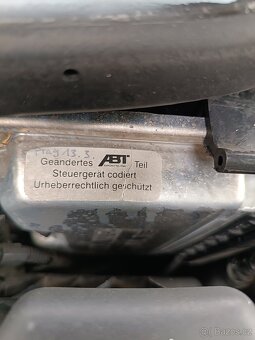 Geändertes ABT Teil
Steuergerät codiert
Urheberrechtlich geschützt